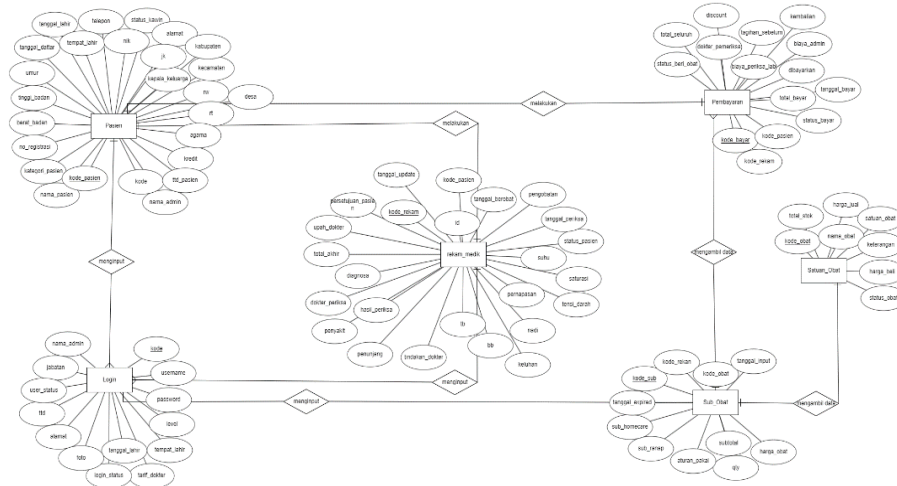 tanggal_lahir
telepon
status_kawin
alamat
tanggal_daftar
tempat_lahir
nik
kabupaten
umur
jk
kecamatan
kepala_keluarga
tinggi_badan
rw
desa
berat_badan
rt
Pasien
no_registrasi
agama
kategori_pasien
kode_pasien
kredit
nama_pasien
kode
ttd_pasien
nama_admin
melakukan
melakukan
discount
kembalian
total_seluruh
tagihan_sebelum
dokter_pemeriksa
biaya_admin
status_beri_obat
biaya_periksa_lab
dibayarkan
tanggal_bayar
Pembayaran
total_bayar
status_bayar
kode_bayar
kode_pasien
kode_rekam
tanggal_update
kode_pasien
persetujuan_pasien
tanggal_berobat
pengobatan
kode_rekam
id
tanggal_periksa
upah_dokter
status_pasien
total_akhir
rekam_medik
suhu
diagnosa
saturasi
dokter_periksa
hasil_periksa
pernapasan
tensi_darah
penyakit
tb
nadi
penunjang
tindakan_dokter
bb
keluhan
menginput
mengambil data
harga_jual
total_stok
satuan_obat
kode_obat
nama_obat
keterangan
Satuan_Obat
harga_beli
status_obat
nama_admin
kode
jabatan
username
Login
user_status
password
ttd
level
alamat
tanggal_lahir
tempat_lahir
foto
login_status
tarif_dokter
menginput
menginput
kode_rekam
kode_obat
tanggal_input
kode_sub
tanggal_expired
Sub_Obat
mengambil data
sub_homecare
sub_resep
subtotal
harga_obat
aturan_pakai
qty